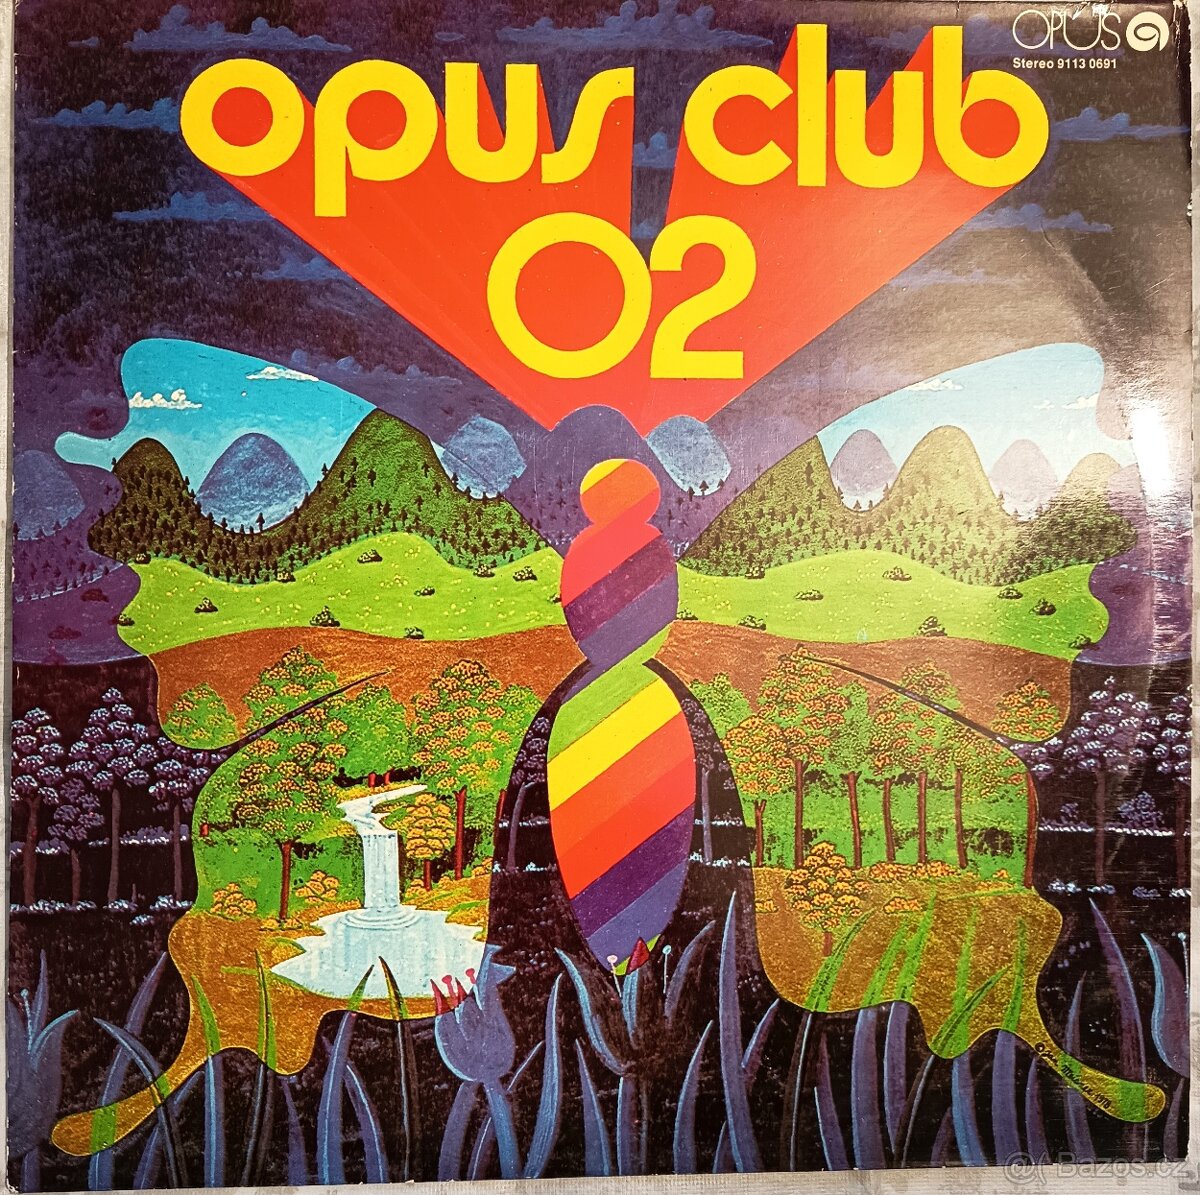 OPUS
Stereo 9113 0691
opus club
02
Bazos.cz